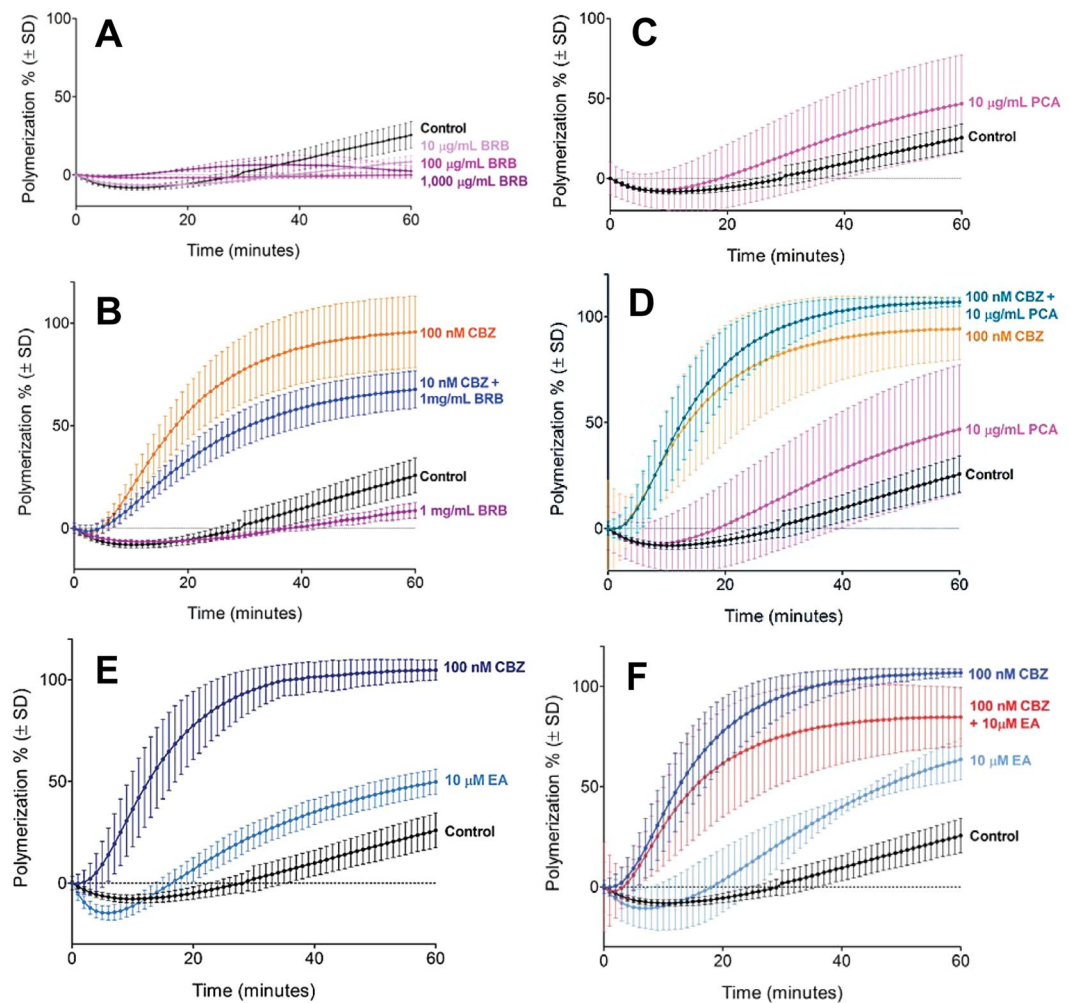 A
Polymerization % (± SD)
100
50
0
Control
10 μg/mL BRB
100 μg/mL BRB
1,000 μg/mL BRB
0
20
40
60
Time (minutes)
C
Polymerization % (± SD)
100
50
0
10 μg/mL PCA
Control
0
20
40
60
Time (minutes)
B
Polymerization % (± SD)
100
50
0
100 nM CBZ
10 nM CBZ +
1mg/mL BRB
Control
1 mg/mL BRB
0
20
40
60
Time (minutes)
D
Polymerization % (± SD)
100
50
0
100 nM CBZ +
10 μg/mL PCA
100 nM CBZ
10 μg/mL PCA
Control
0
20
40
60
Time (minutes)
E
Polymerization % (± SD)
100
50
0
100 nM CBZ
10 μM EA
Control
0
20
40
60
Time (minutes)
F
Polymerization % (± SD)
100
50
0
100 nM CBZ
100 nM CBZ
+ 10μM EA
10 μM EA
Control
0
20
40
60
Time (minutes)